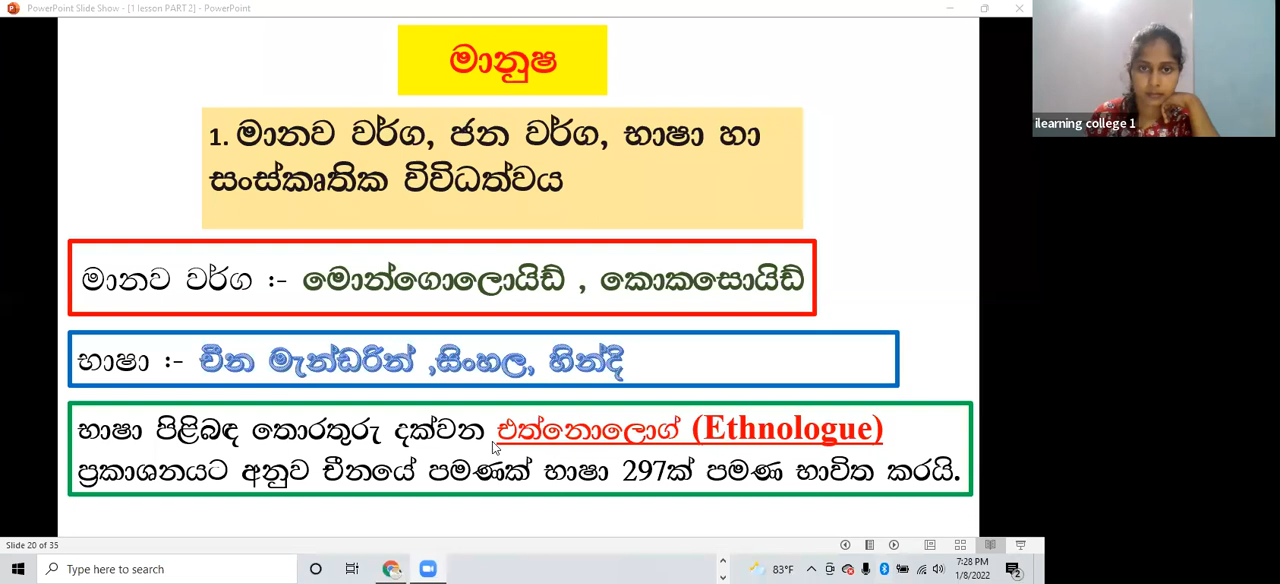 PowerPoint Slide Show - [1 lesson PART 2] - PowerPoint
මානුෂ
1. මානව වර්ග, ජන වර්ග, භාෂා හා
සංස්කෘතික විවිධත්වය
මානව වර්ග :- මොන්ගොලොයිඩ් , කොකසොයිඩ්
භාෂා :- චීන මැන්ඩරින් ,සිංහල, හින්දි
භාෂා පිළිබඳ තොරතුරු දක්වන එත්නොලොග් (Ethnologue)
ප්‍රකාශනයට අනුව චීනයේ පමණක් භාෂා 297ක් පමණ භාවිත කරයි.
ilearning college 1
Slide 20 of 35
Type here to search
83°F
7:28 PM
1/8/2022
2